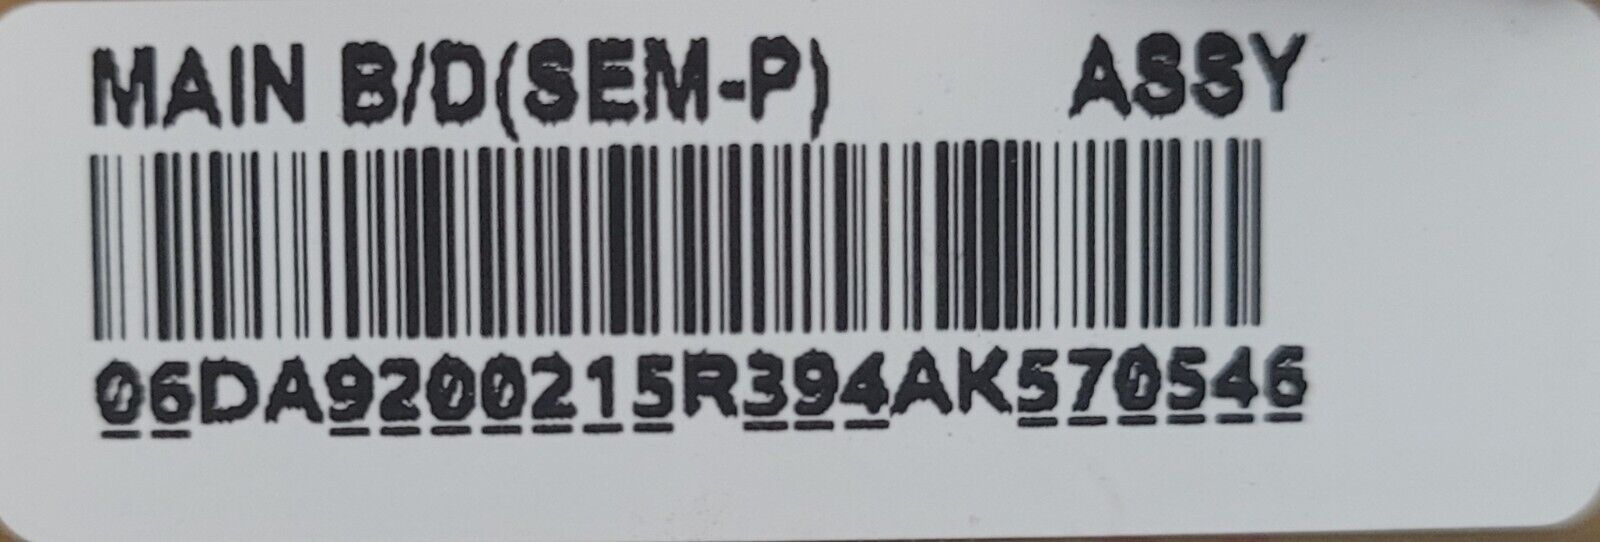 MAIN B/D(SEM-P) ASSY
06DA9200215R394AK570546